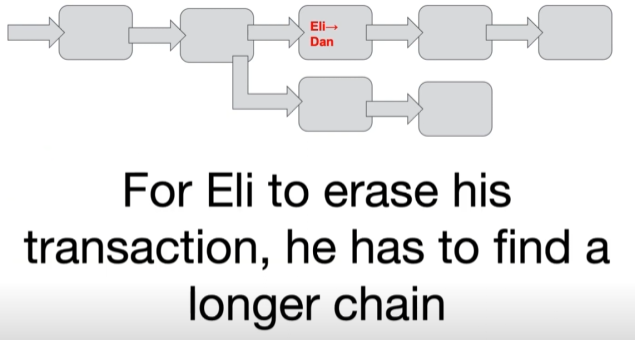 Eli→
Dan
For Eli to erase his
transaction, he has to find a
longer chain